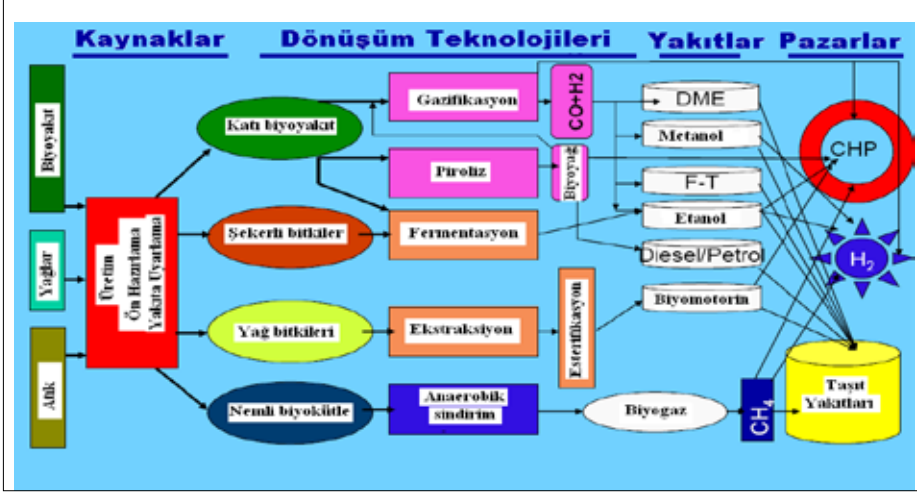 Kaynaklar
Dönüşüm Teknolojileri
Yakıtlar
Pazarlar
Biyoyakıt
Yağlar
Atık
Üretim
Ön Hazırlama
Yakıta Uyarlama
Katı biyoyakıt
Şekerli bitkiler
Yağ bitkileri
Nemli biyokütle
Gazifikasyon
Piroliz
Fermentasyon
Ekstraksiyon
Anaerobik
sindirim
CO+H2
Biyoyağ
Esterifikasyon
Biyogaz
DME
Metanol
F-T
Etanol
Diesel/Petrol
Biyomotorin
CH4
CHP
H2
Taşıt
Yakıtları